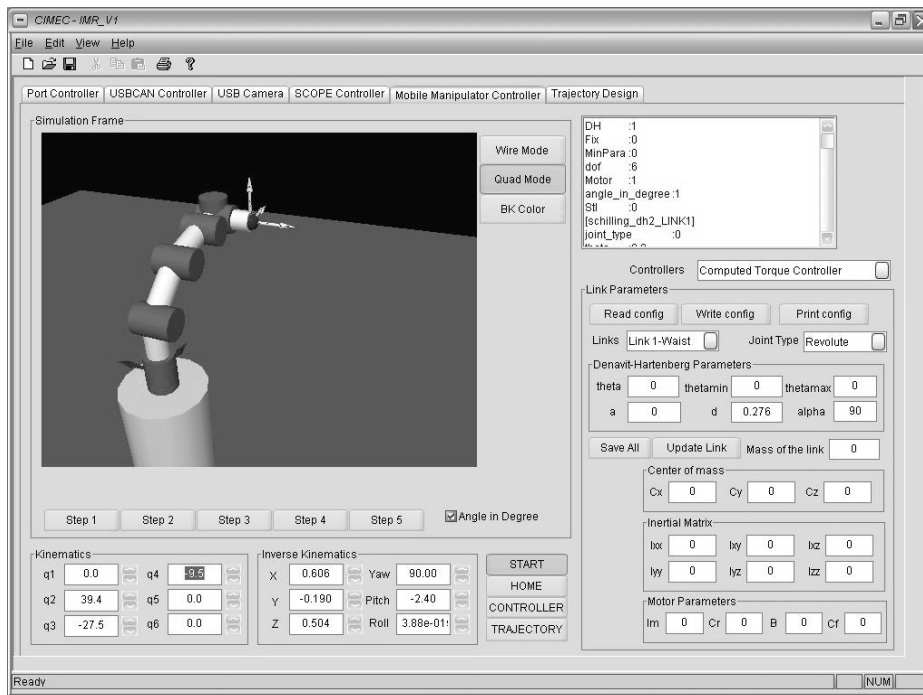 CIMEC - IMR_V1
File Edit View Help
Port Controller USBCAN Controller USB Camera SCOPE Controller Mobile Manipulator Controller Trajectory Design
Simulation Frame
Wire Mode
Quad Mode
BK Color
Step 1 Step 2 Step 3 Step 4 Step 5 Angle in Degree
Kinematics
q1 0.0 q4 -9.5
q2 39.4 q5 0.0
q3 -27.5 q6 0.0
Inverse Kinematics
X 0.606 Yaw 90.00
Y -0.190 Pitch -2.40
Z 0.504 Roll
START
HOME
CONTROLLER
TRAJECTORY
DH :1
Fix :0
MinPara :0
dof :6
Motor :1
angle_in_degree :1
Stl :0
[schilling_dh2_LINK1]
joint_type :0
Controllers Computed Torque Controller
Link Parameters
Read config Write config Print config
Links Link 1-Waist Joint Type Revolute
Denavit-Hartenberg Parameters
theta 0 thetamin 0 thetamax 0
a 0 d 0.276 alpha 90
Save All Update Link Mass of the link 0
Center of mass
Cx 0 Cy 0 Cz 0
Inertial Matrix
Ixx 0 Ixy 0 Ixz 0
Iyy 0 Iyz 0 Izz 0
Motor Parameters
Im 0 Cr 0 B 0 Cf 0
Ready NUM